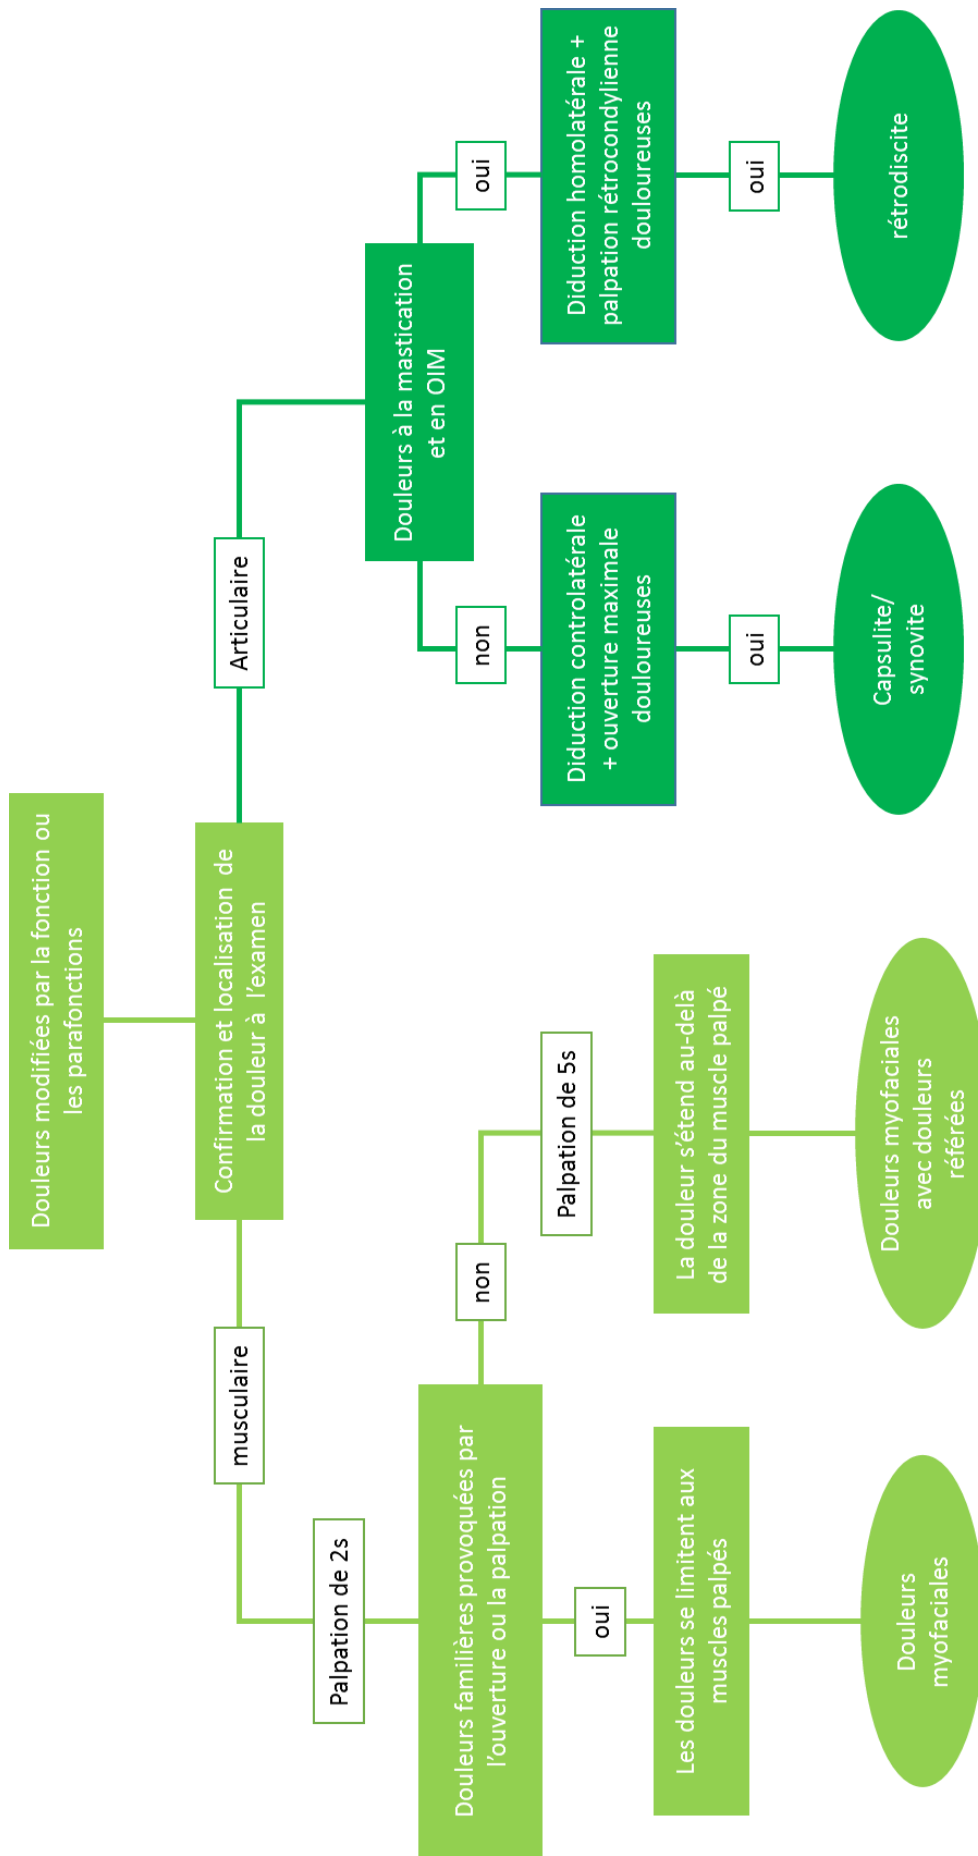 Douleurs modifiées par la fonction ou
les parafonctions
Confirmation et localisation de
la douleur à l'examen
musculaire
Articulaire
Palpation de 2s
Douleurs familières provoquées par
l'ouverture ou la palpation
oui
non
Palpation de 5s
Les douleurs se limitent aux
muscles palpés
La douleur s'étend au-delà
de la zone du muscle palpé
Douleurs
myofaciales
Douleurs myofaciales
avec douleurs
référées
Douleurs à la mastication
et en OIM
non
oui
Diduction controlatérale
+ ouverture maximale
douloureuses
Diduction homolatérale +
palpation rétrocondylienne
douloureuses
oui
oui
Capsulite/
synovite
rétrodiscite